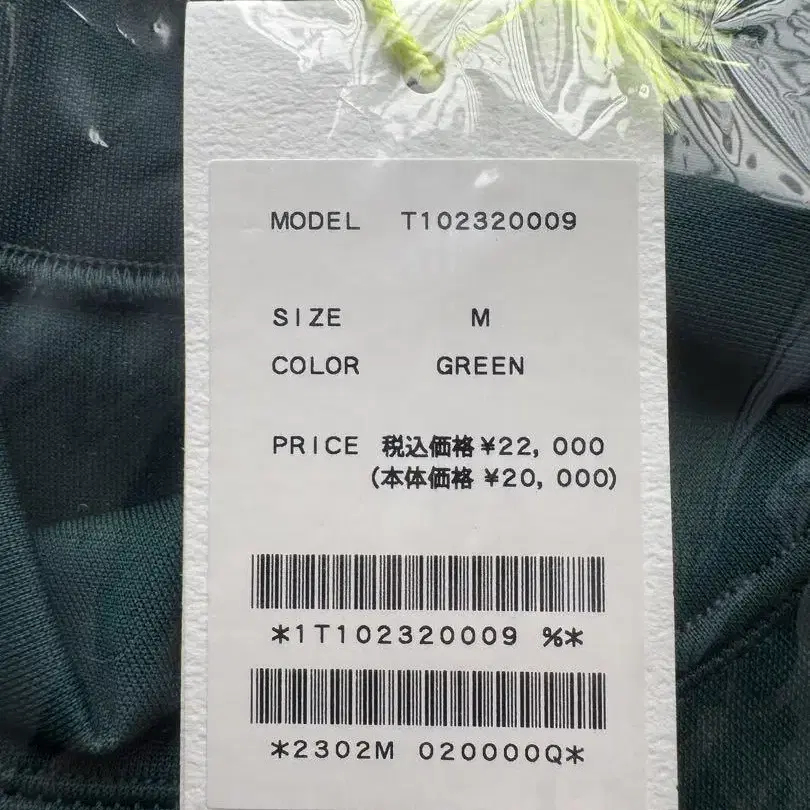 MODEL T102320009
SIZE M
COLOR GREEN
PRICE 税込価格 ¥22,000
(本体価格 ¥20,000)
*1T102320009 %*
*2302M 020000Q*